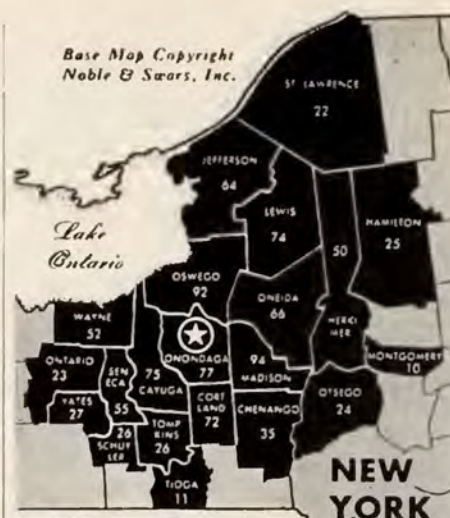 Base Map Copyright
Noble & Swars, Inc.
ST. LAWRENCE
22
JEFFERSON
64
LEWIS
74
HAMILTON
25
50
HERKI
MER
Lake
Ontario
OSWEGO
92
ONEIDA
66
WAYNE
52
ONONDAGA
77
94
MADISON
MONTGOMERY
10
ONTARIO
23
SEN
ECA
55
75
CAYUGA
YATES
27
CORT
LAND
72
CHENANGO
35
OTSEGO
24
26
SCHUY
LER
TOMP
KINS
26
TIOGA
11
NEW
YORK